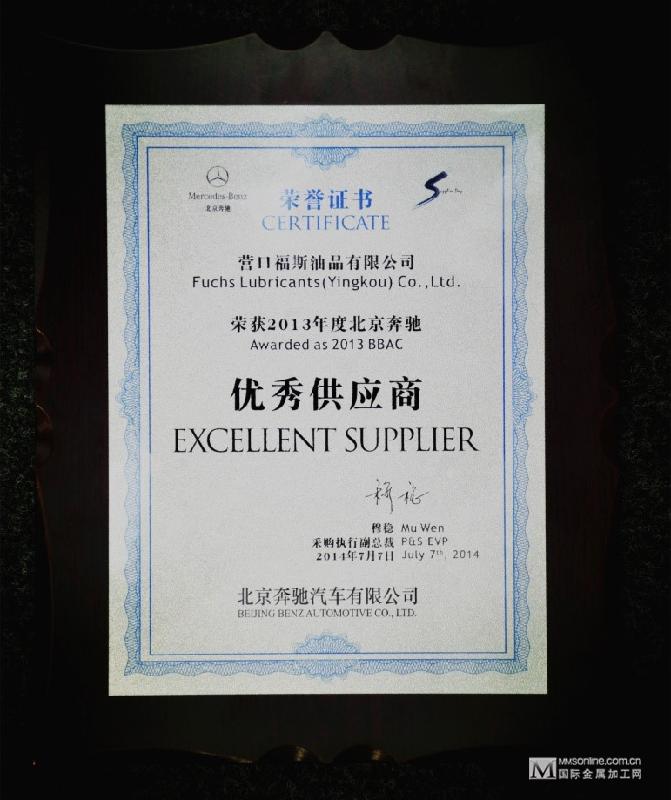 Mercedes-Benz
北京奔驰
荣誉证书
CERTIFICATE
营口福斯油品有限公司
Fuchs Lubricants(Yingkou) Co.,Ltd.
荣获2013年度北京奔驰
Awarded as 2013 BBAC
优秀供应商
EXCELLENT SUPPLIER
穆稳 Mu Wen
采购执行副总裁 P&S EVP
2014年7月7日 July 7th, 2014
北京奔驰汽车有限公司
BEIJING BENZ AUTOMOTIVE CO., LTD.
MMSonline.com.cn
国际金属加工网